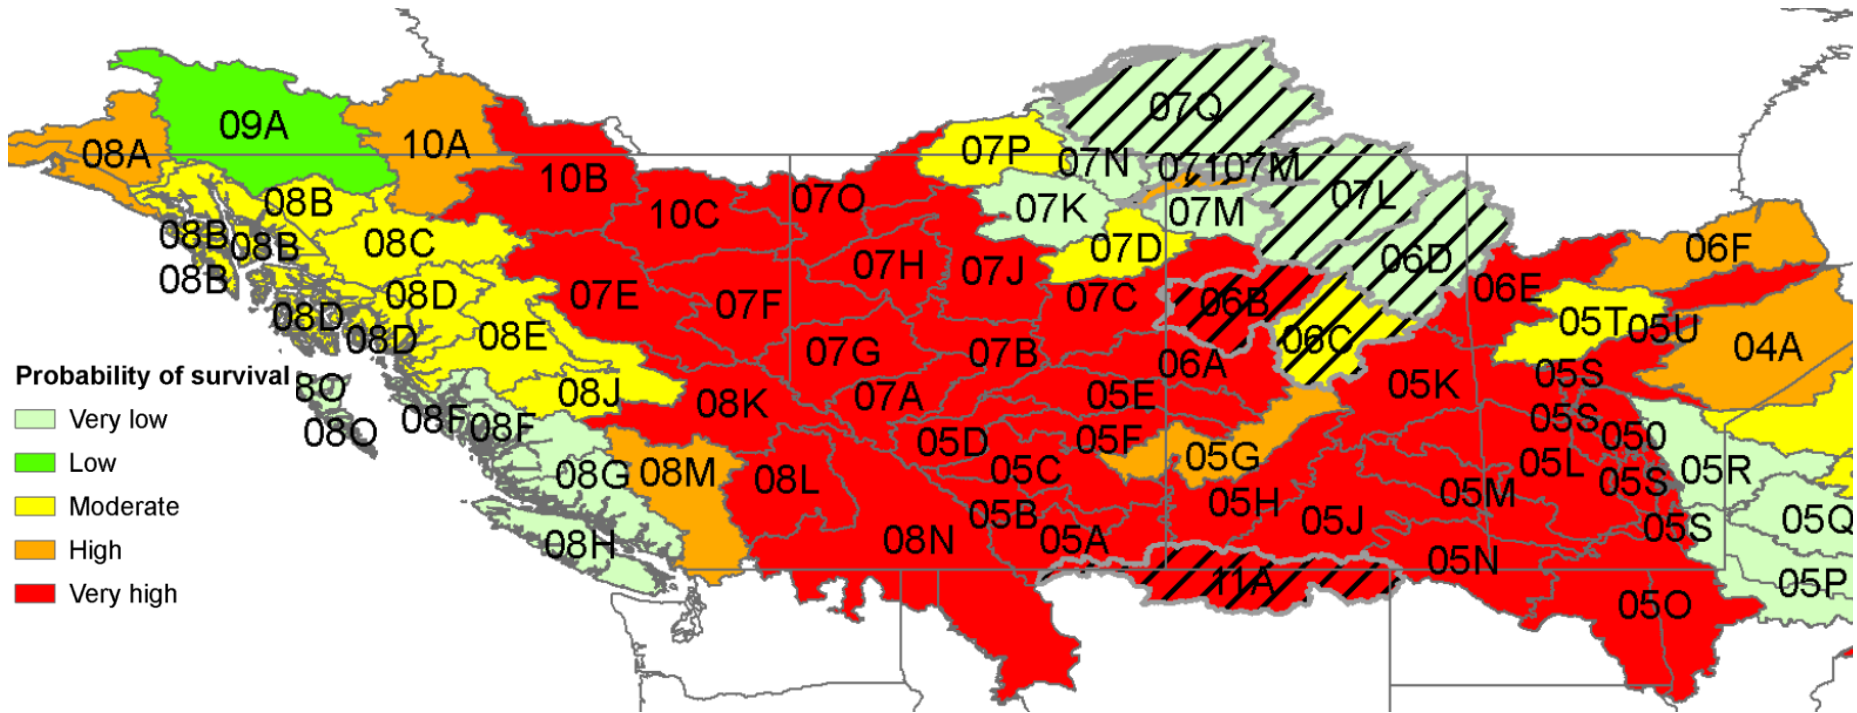 07Q
09A
08A
10A
07P
07N
07107M
10B
07O
07K
07M
07L
10C
08B
08B
08B
08B
08C
07D
06F
07H
07J
06D
06E
07E
07F
07C
06B
08D
08D
08D
08E
06C
05T
05U
04A
07G
07B
06A
05S
05K
Probability of survival
8O
08J
08K
07A
05E
Very low
08F
08F
08O
05D
05F
05S
050
Low
08G
08M
08L
05C
05G
05L
05R
05S
Moderate
05B
05H
05J
05M
05Q
08H
08N
05A
05N
05S
High
11A
05P
Very high
05O